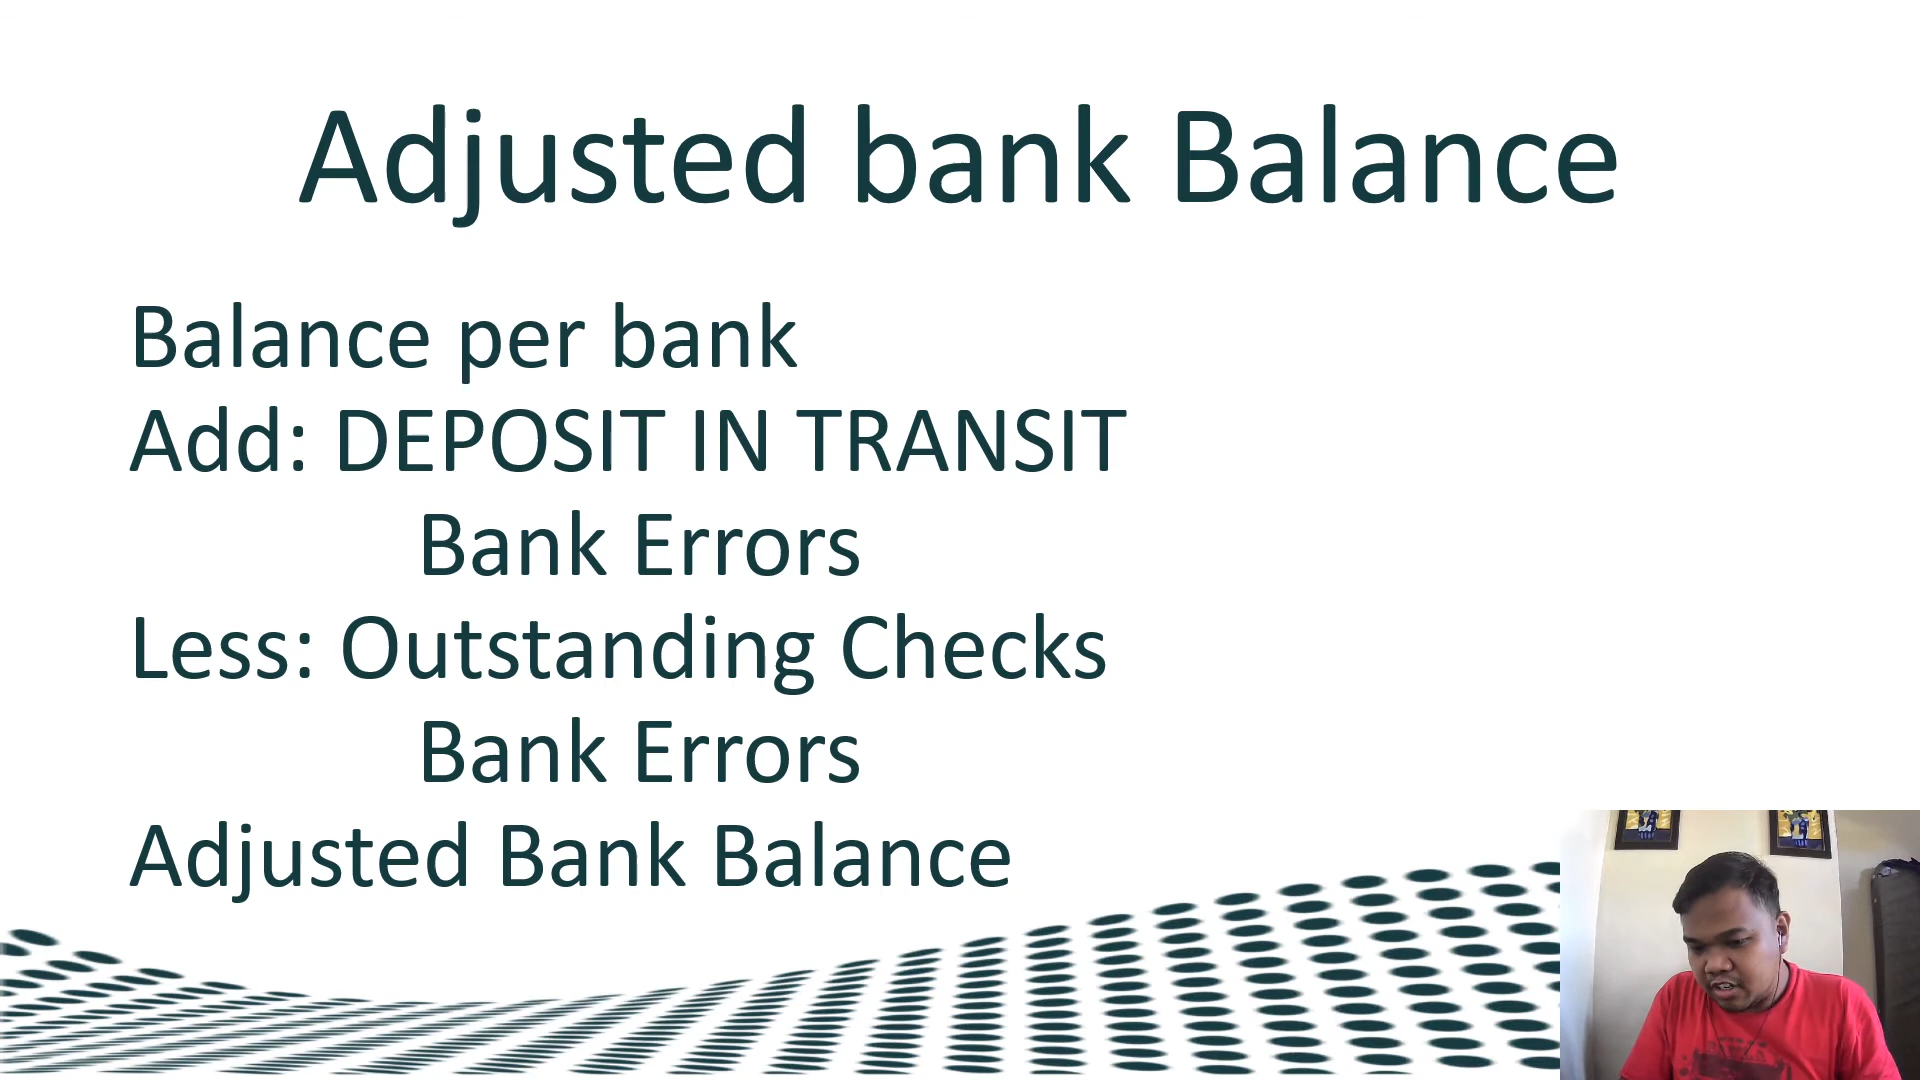 Adjusted bank Balance
Balance per bank
Add: DEPOSIT IN TRANSIT
Bank Errors
Less: Outstanding Checks
Bank Errors
Adjusted Bank Balance